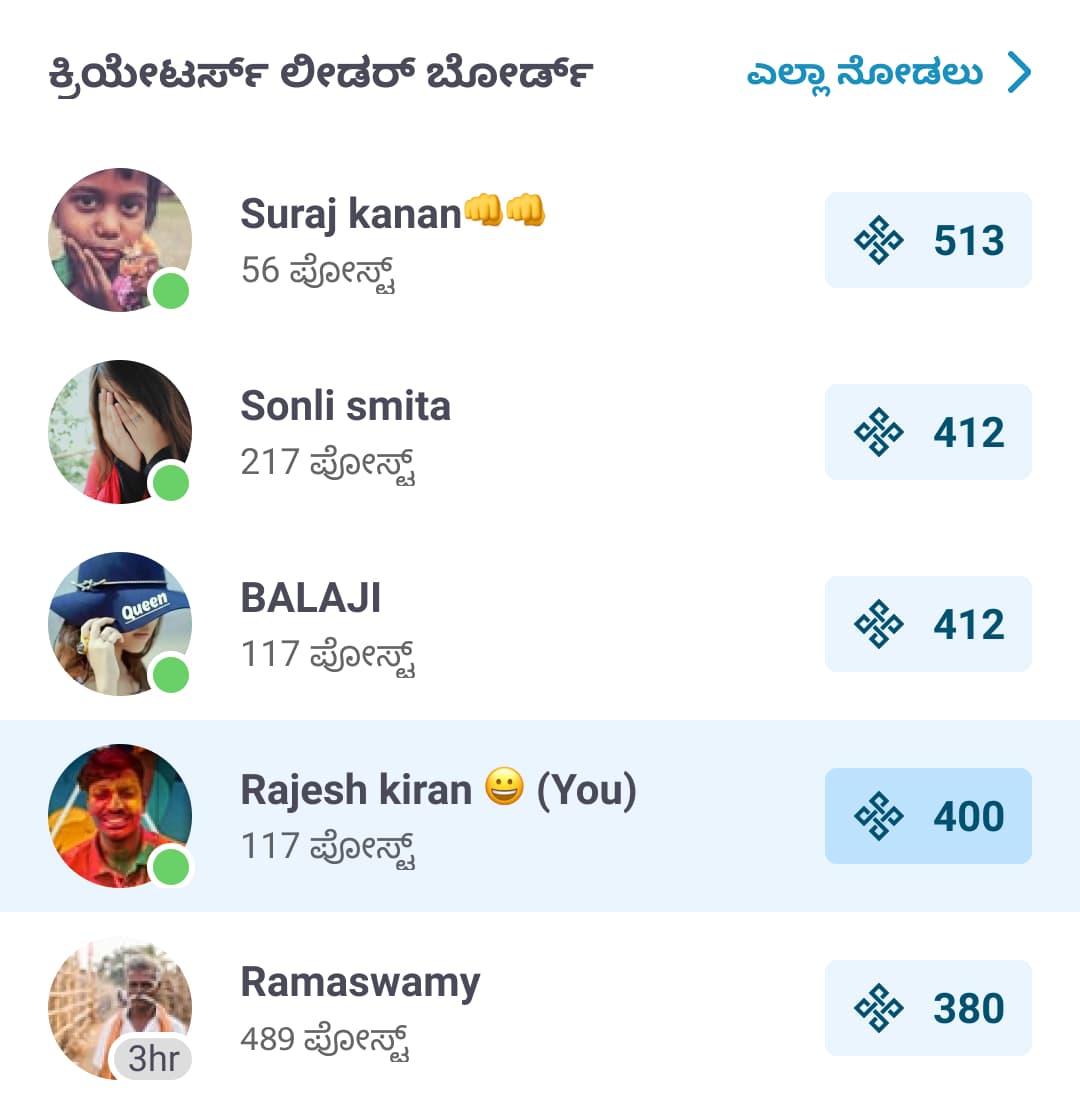 ಕ್ರಿಯೇಟರ್ಸ್ ಲೀಡರ್ ಬೋರ್ಡ್ ಎಲ್ಲಾ ನೋಡಲು
Suraj kanan👊👊
56 ಪೋಸ್ಟ್
513
Sonli smita
217 ಪೋಸ್ಟ್
412
Queen
BALAJI
117 ಪೋಸ್ಟ್
412
Rajesh kiran 😀 (You)
117 ಪೋಸ್ಟ್
400
Ramaswamy
489 ಪೋಸ್ಟ್
3hr
380